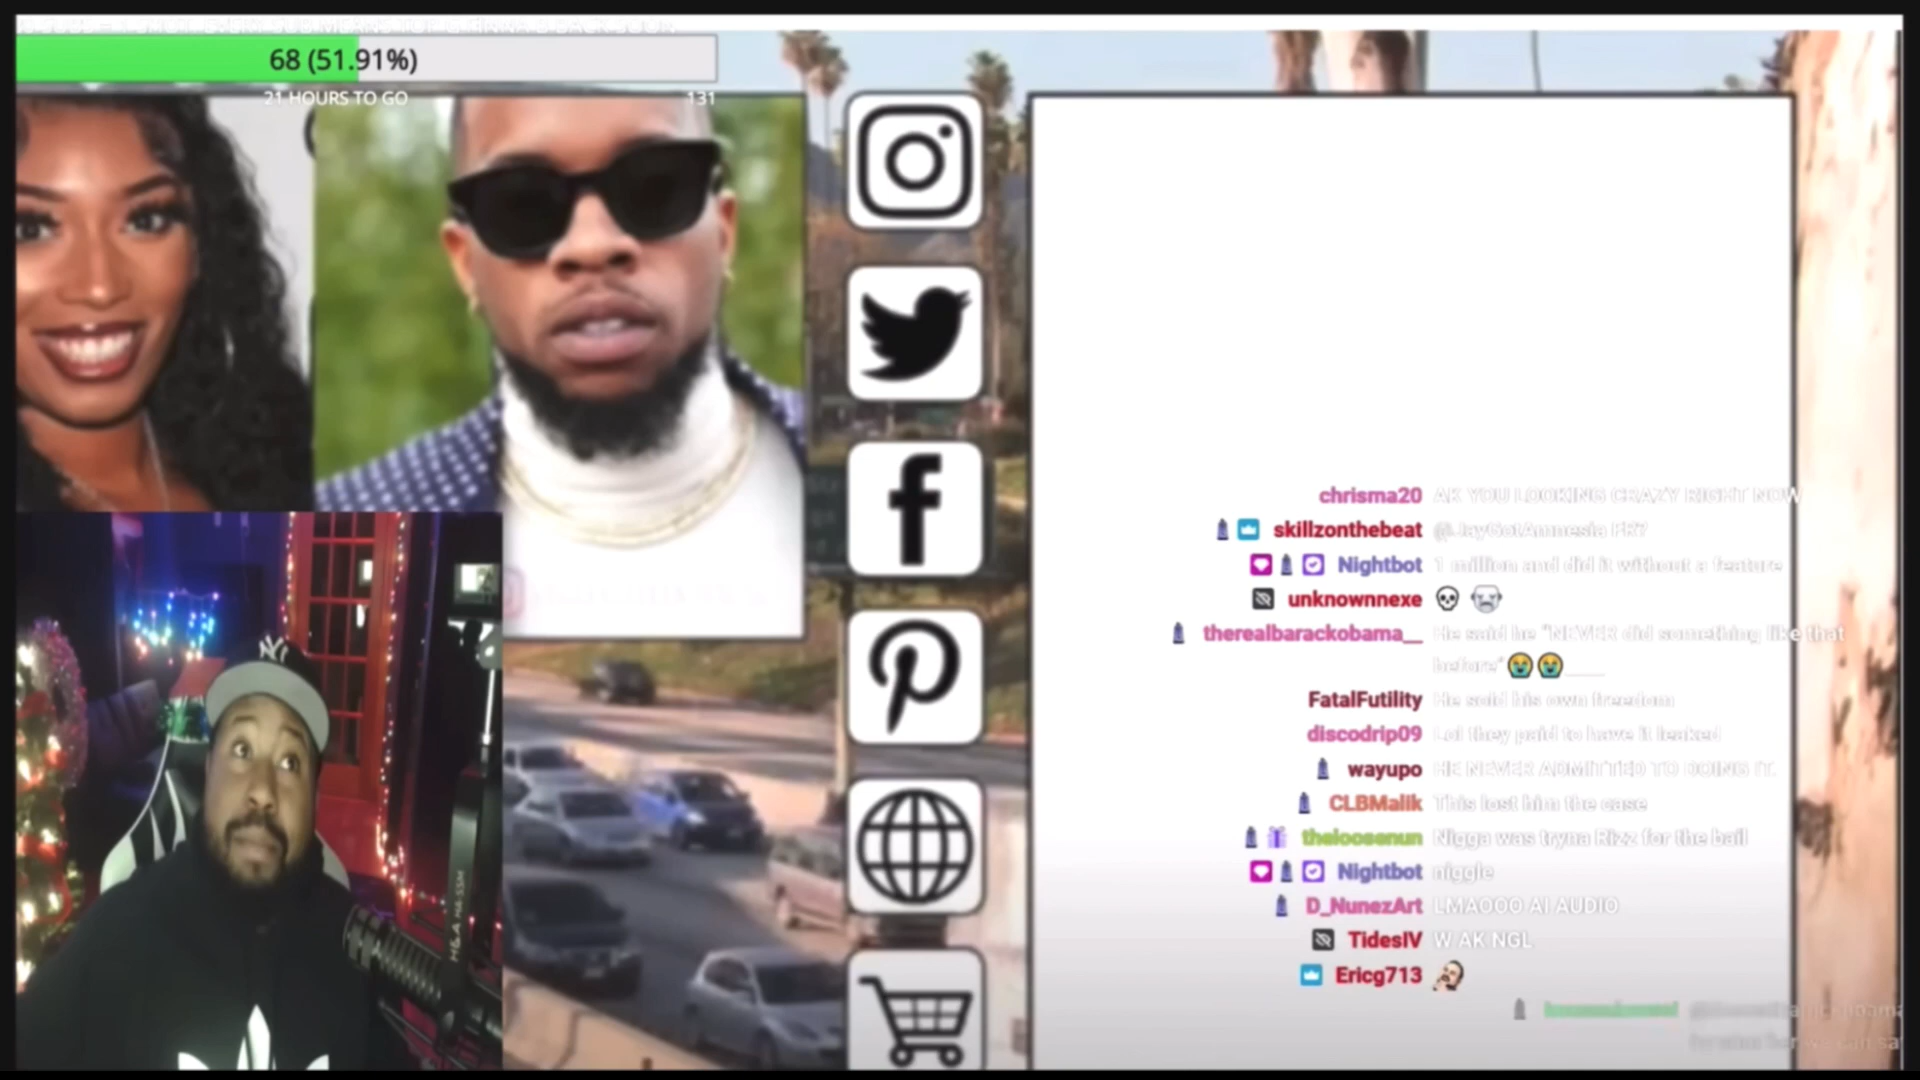 68 (51.91%)
21 HOURS TO GO
131
chrisma20 AK YOU LOOKING CRAZY RIGHT NOW
skillzonthebeat @JayGotAmnesia FR?
Nightbot 1 million and did it without a feature
unknownnexe
therealbarackobama__ He said he "NEVER did something like that
before"
FatalFutility He sold his own freedom
discodrip09 Lol they paid to have it leaked
wayupo HE NEVER ADMITTED TO DOING IT.
CLBMalik This lost him the case
theloosenun Nigga was tryna Rizz for the bail
Nightbot niggle
D_NunezArt LMAOOO AI AUDIO
TidesIV W AK NGL
Ericg713
NY